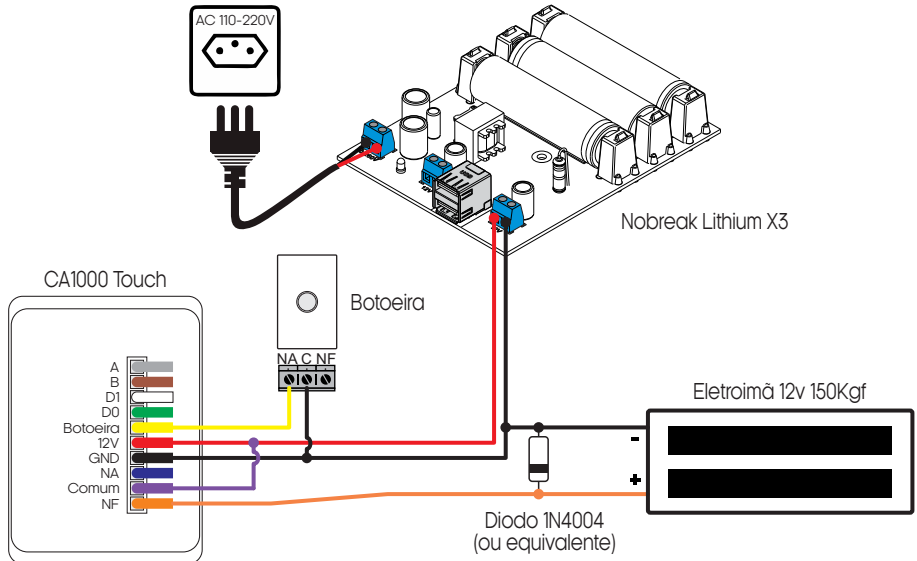 AC 110-220V
Nobreak Lithium X3
CA1000 Touch
Botoeira
NA C NF
A
B
D1
D0
Botoeira
12V
GND
NA
Comum
NF
Eletroimã 12v 150Kgf
-
+
Diodo 1N4004
(ou equivalente)